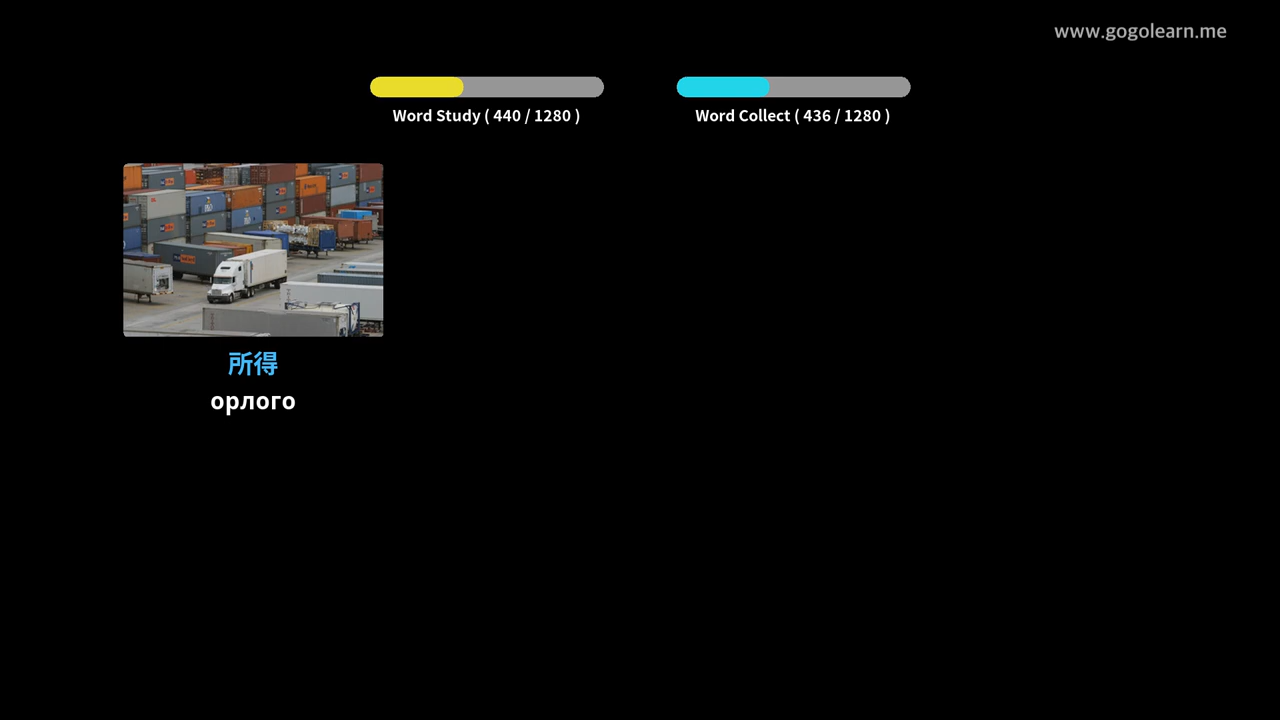 www.gogolearn.me
Word Study ( 440 / 1280 )
Word Collect ( 436 / 1280 )
所得
орлого